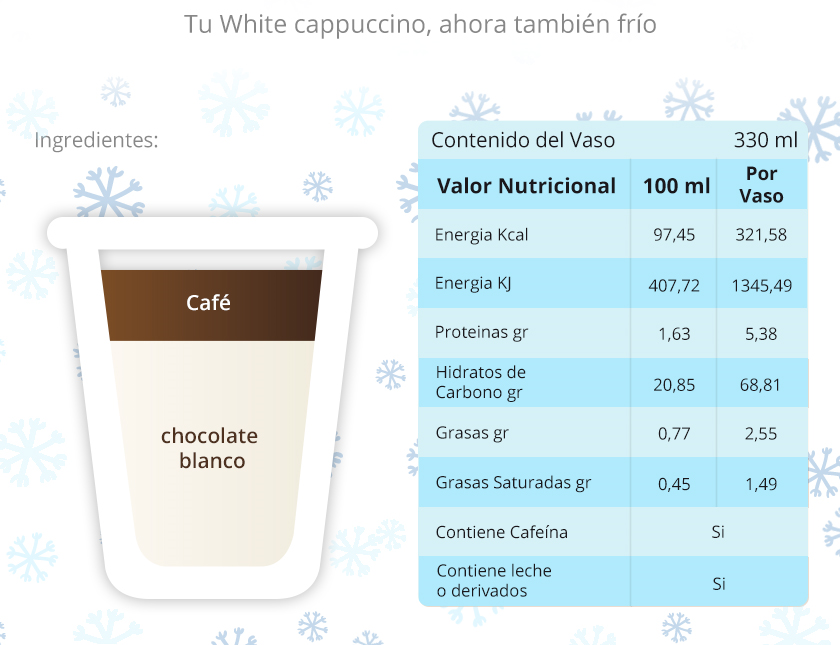 Tu White cappuccino, ahora también frío
Ingredientes:
Café
chocolate
blanco
Contenido del Vaso 330 ml
Valor Nutricional 100 ml Por Vaso
Energia Kcal 97,45 321,58
Energia KJ 407,72 1345,49
Proteinas gr 1,63 5,38
Hidratos de
Carbono gr 20,85 68,81
Grasas gr 0,77 2,55
Grasas Saturadas gr 0,45 1,49
Contiene Cafeína Si
Contiene leche
o derivados Si